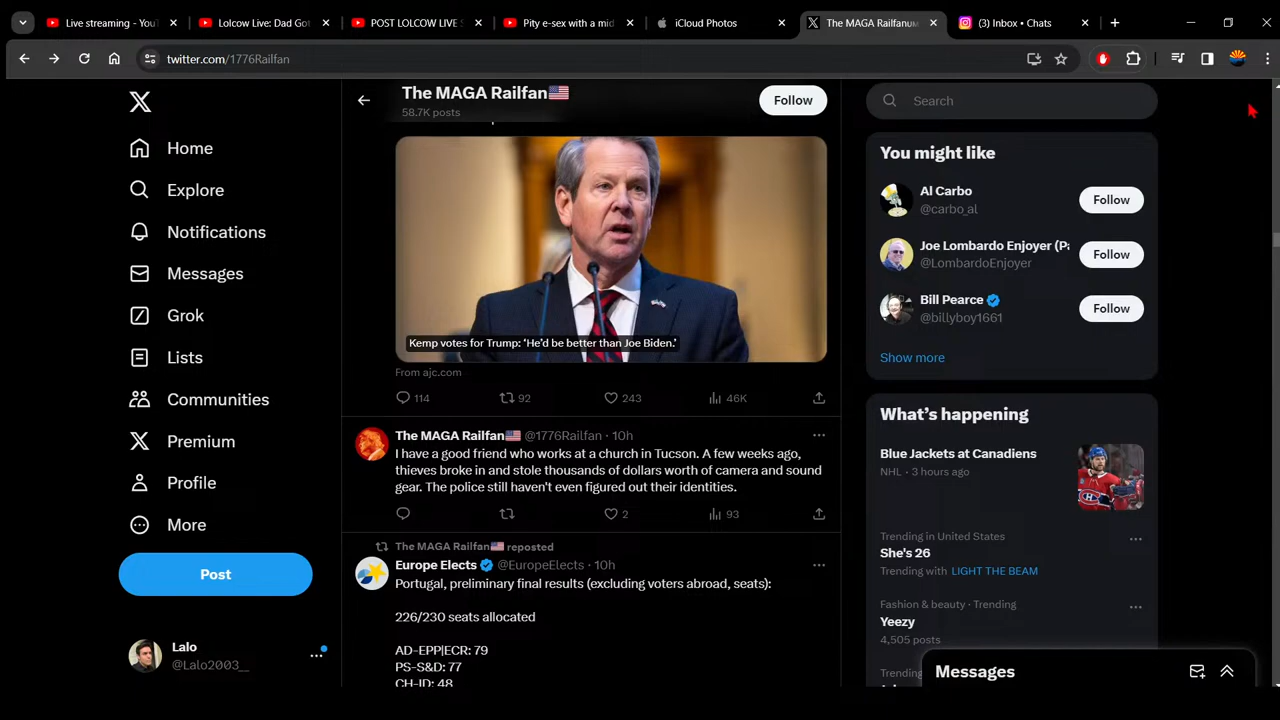 Live streaming - You
Lolcow Live: Dad Got
POST LOLCOW LIVE S
Pity e-sex with a mid
iCloud Photos
The MAGA Railfan
(3) Inbox • Chats
twitter.com/1776Railfan
The MAGA Railfan🇺🇸
58.7K posts
Follow
Search
Home
Explore
Notifications
Messages
Grok
Lists
Communities
Premium
Profile
More
Post
Lalo
@Lalo2003__
Kemp votes for Trump: 'He'd be better than Joe Biden.'
From ajc.com
114
92
243
46K
The MAGA Railfan🇺🇸 @1776Railfan · 10h
I have a good friend who works at a church in Tucson. A few weeks ago,
thieves broke in and stole thousands of dollars worth of camera and sound
gear. The police still haven't even figured out their identities.
2
93
The MAGA Railfan🇺🇸 reposted
Europe Elects @EuropeElects · 10h
Portugal, preliminary final results (excluding voters abroad, seats):
226/230 seats allocated
AD-EPP|ECR: 79
PS-S&D: 77
CH-ID: 48
You might like
Al Carbo
@carbo_al
Follow
Joe Lombardo Enjoyer (Pa
@LombardoEnjoyer
Follow
Bill Pearce
@billyboy1661
Follow
Show more
What's happening
Blue Jackets at Canadiens
NHL · 3 hours ago
Trending in United States
She's 26
Trending with LIGHT THE BEAM
Fashion & beauty · Trending
Yeezy
4,505 posts
Trending
Messages